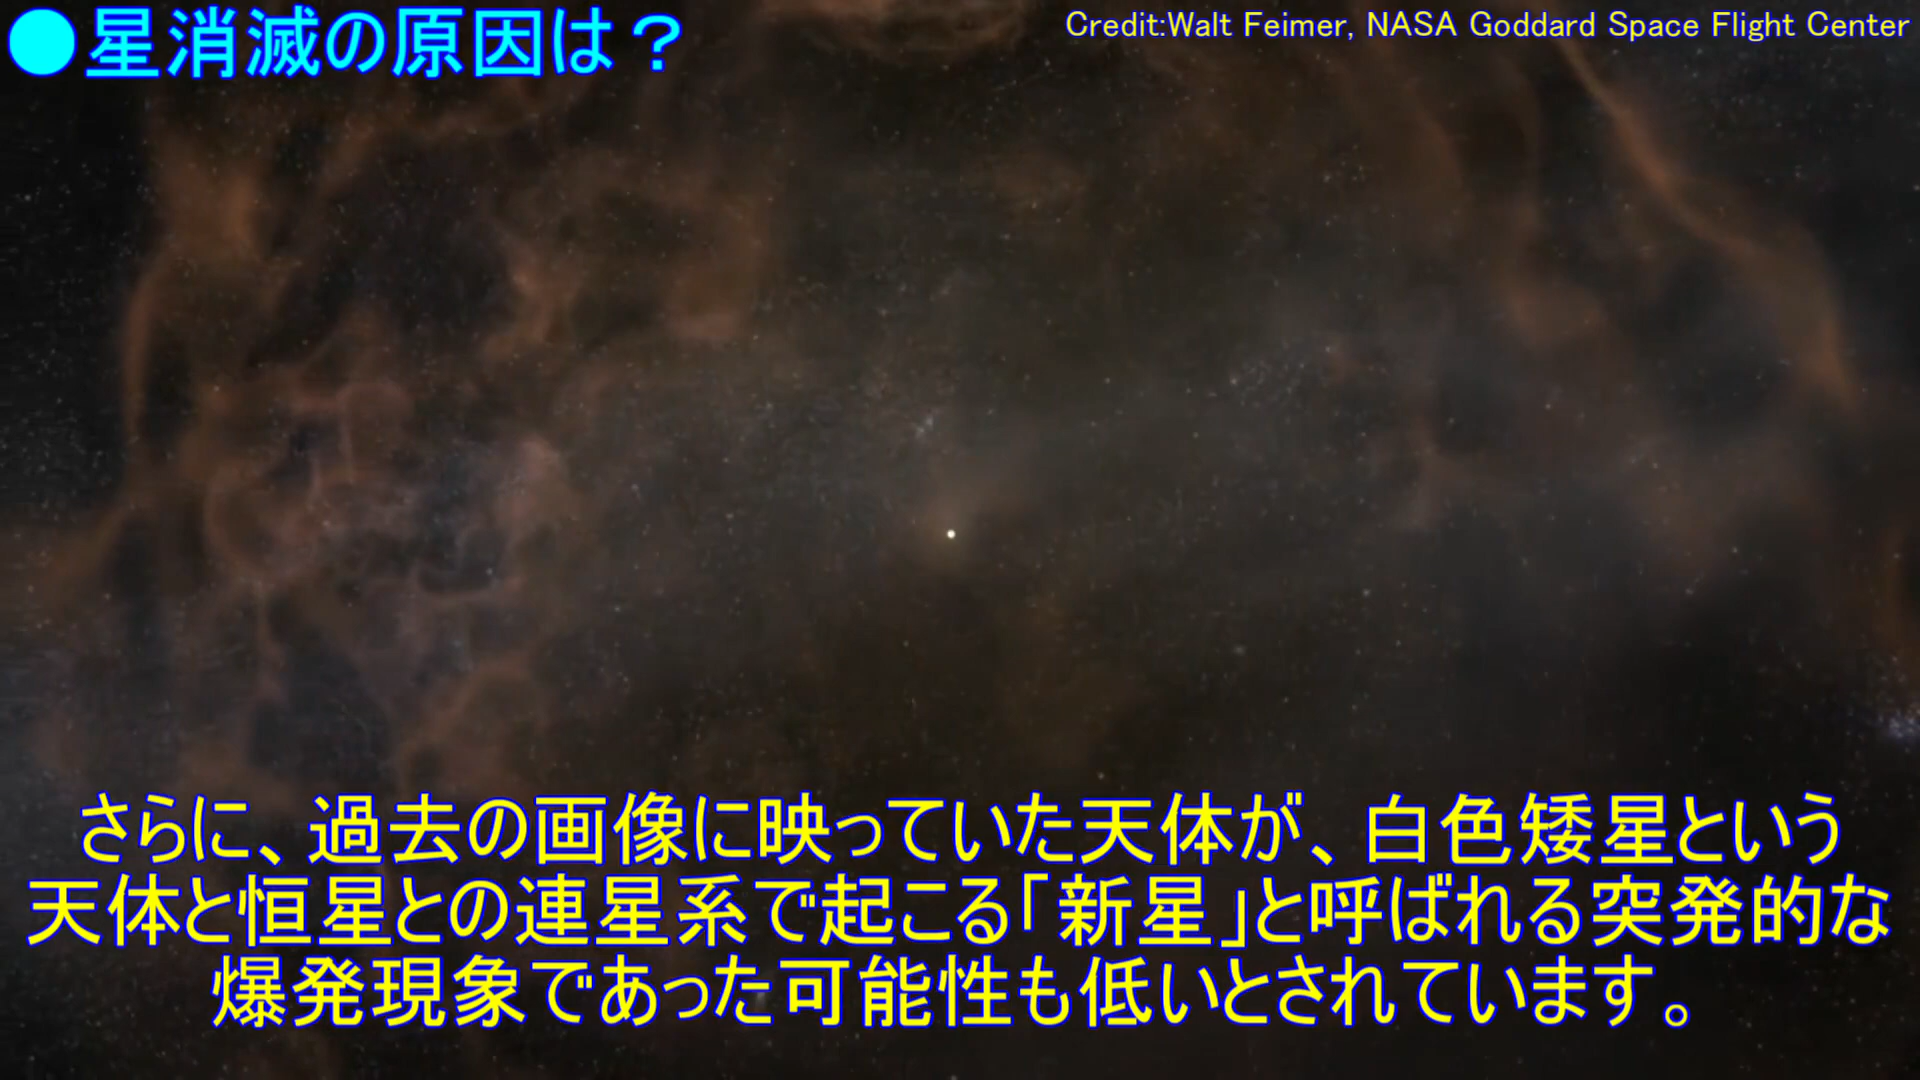 ●星消滅の原因は？
Credit:Walt Feimer, NASA Goddard Space Flight Center
さらに、過去の画像に映っていた天体が、白色矮星という
天体と恒星との連星系で起こる「新星」と呼ばれる突発的な
爆発現象であった可能性も低いとされています。